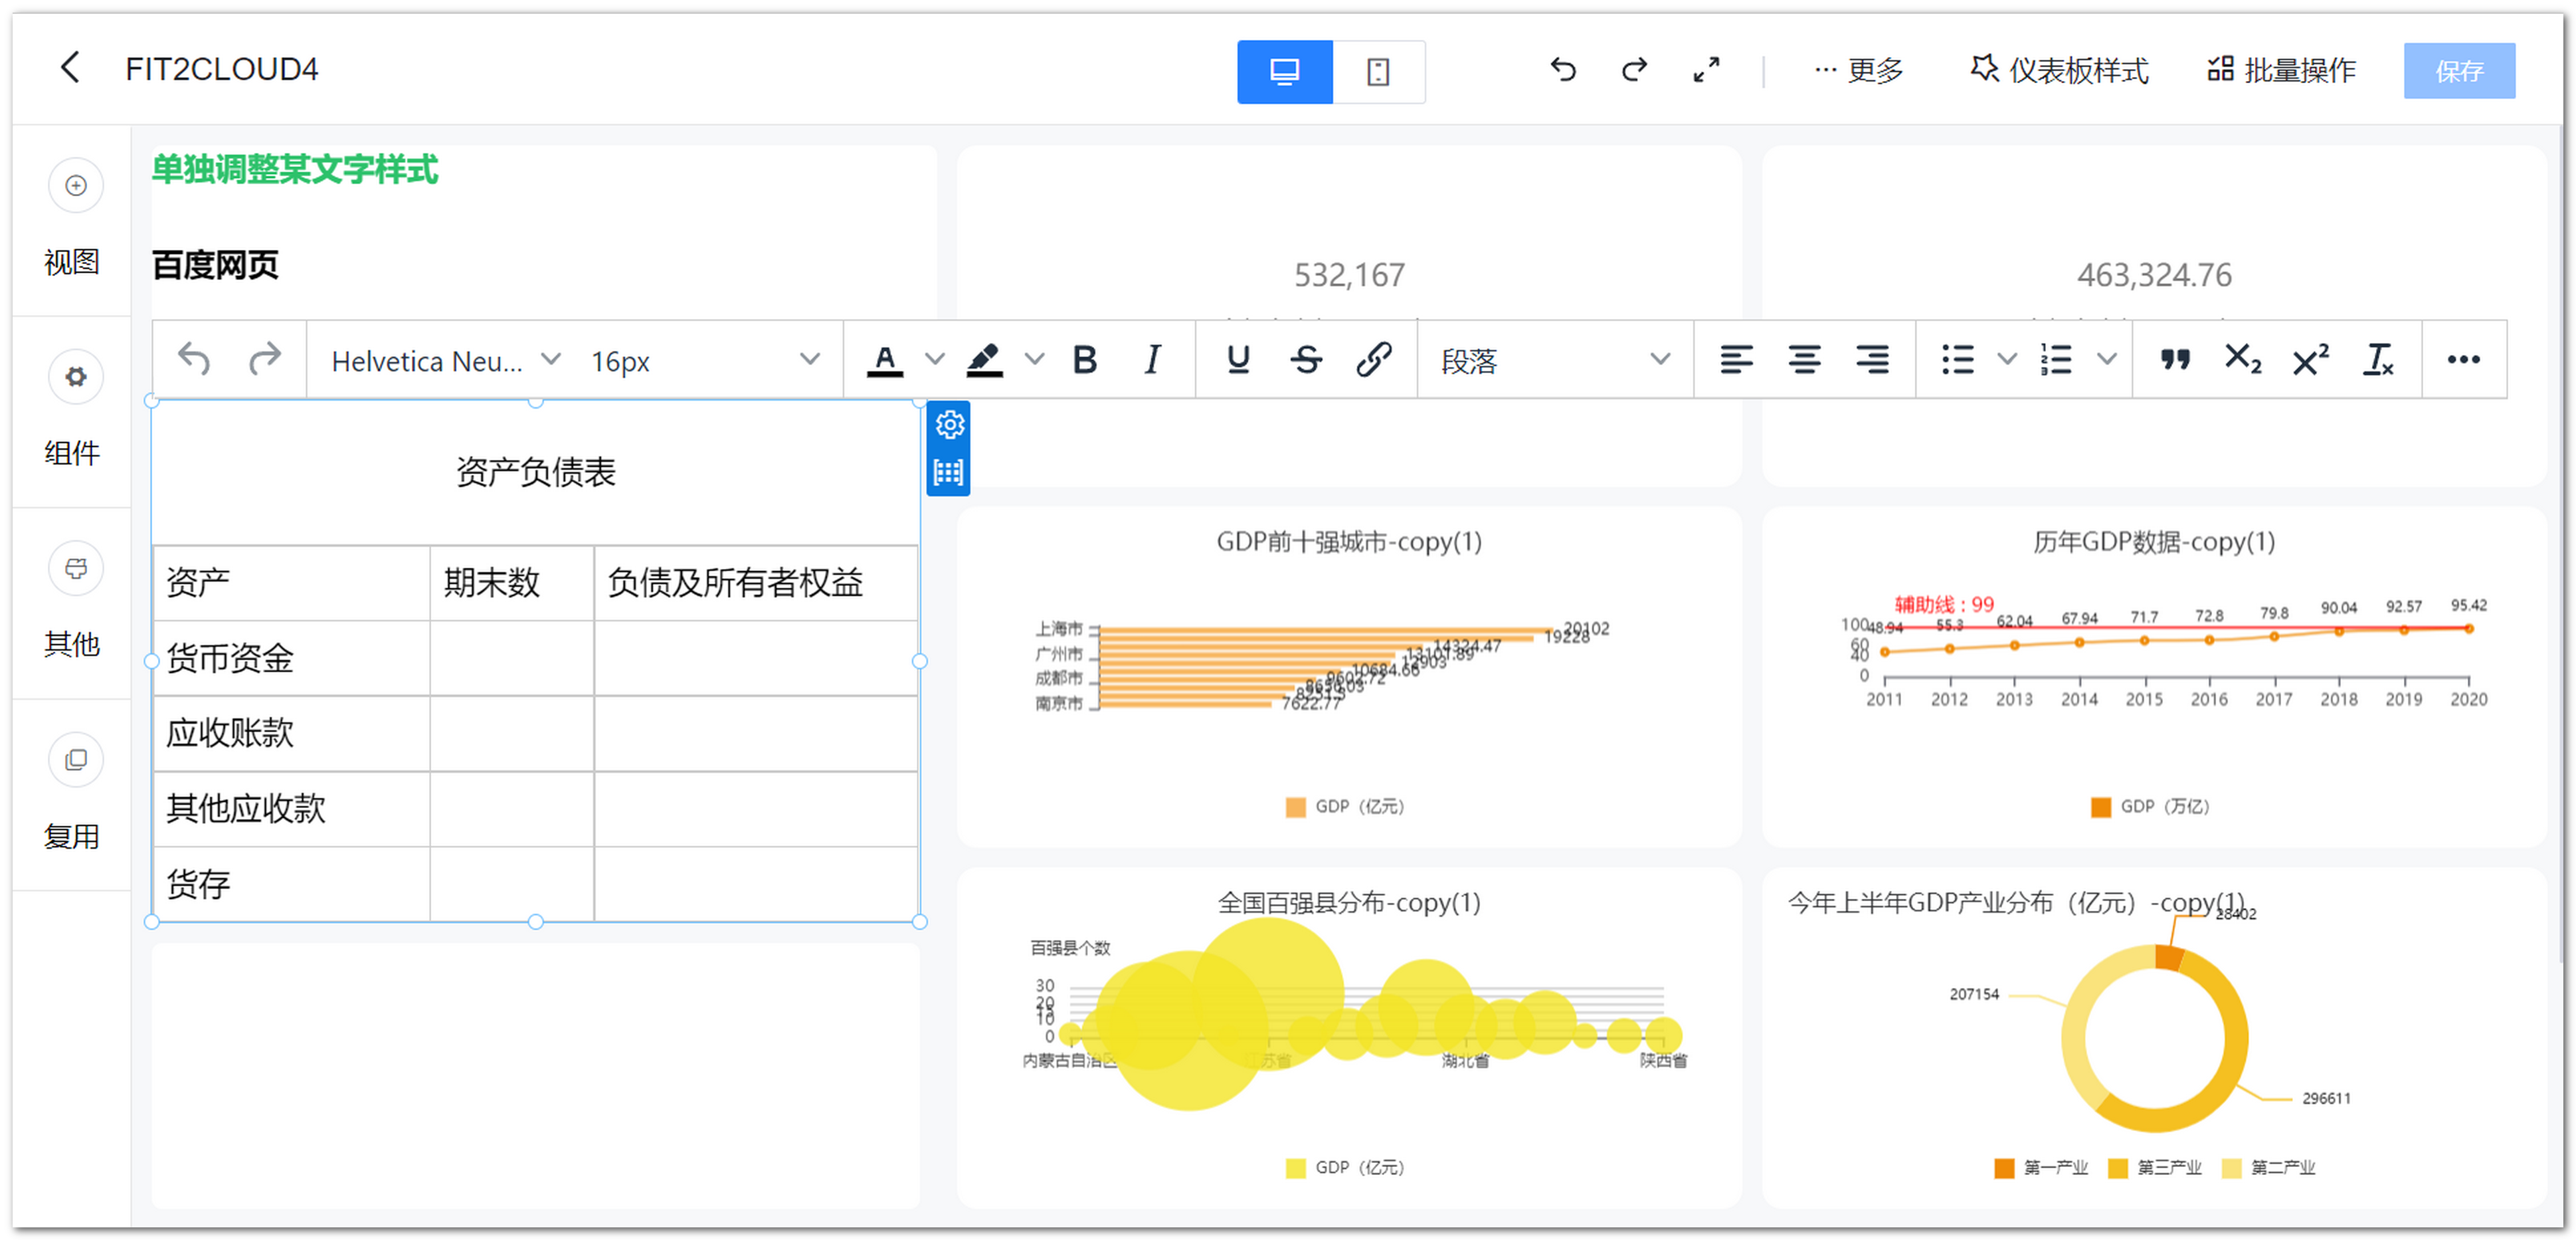 FIT2CLOUD4
更多
仪表板样式
批量操作
保存
视图
组件
其他
复用
单独调整某文字样式
百度网页
532,167
463,324.76
Helvetica Neu...
16px
段落
资产负债表
资产 期末数 负债及所有者权益
货币资金
应收账款
其他应收款
货存
GDP前十强城市-copy(1)
上海市
广州市
成都市
南京市
20102
19228
14324.47
13101.89
12903
10684.66
9602.72
7622.77
GDP（亿元）
历年GDP数据-copy(1)
辅助线 : 99
100
60
40
0
48.94 55.3 62.04 67.94 71.7 72.8 79.8 90.04 92.57 95.42
2011 2012 2013 2014 2015 2016 2017 2018 2019 2020
GDP（万亿）
全国百强县分布-copy(1)
百强县个数
30
20
10
0
内蒙古自治区 江苏省 湖北省 陕西省
GDP（亿元）
今年上半年GDP产业分布（亿元）-copy(1)
28402
207154
296611
第一产业 第三产业 第二产业